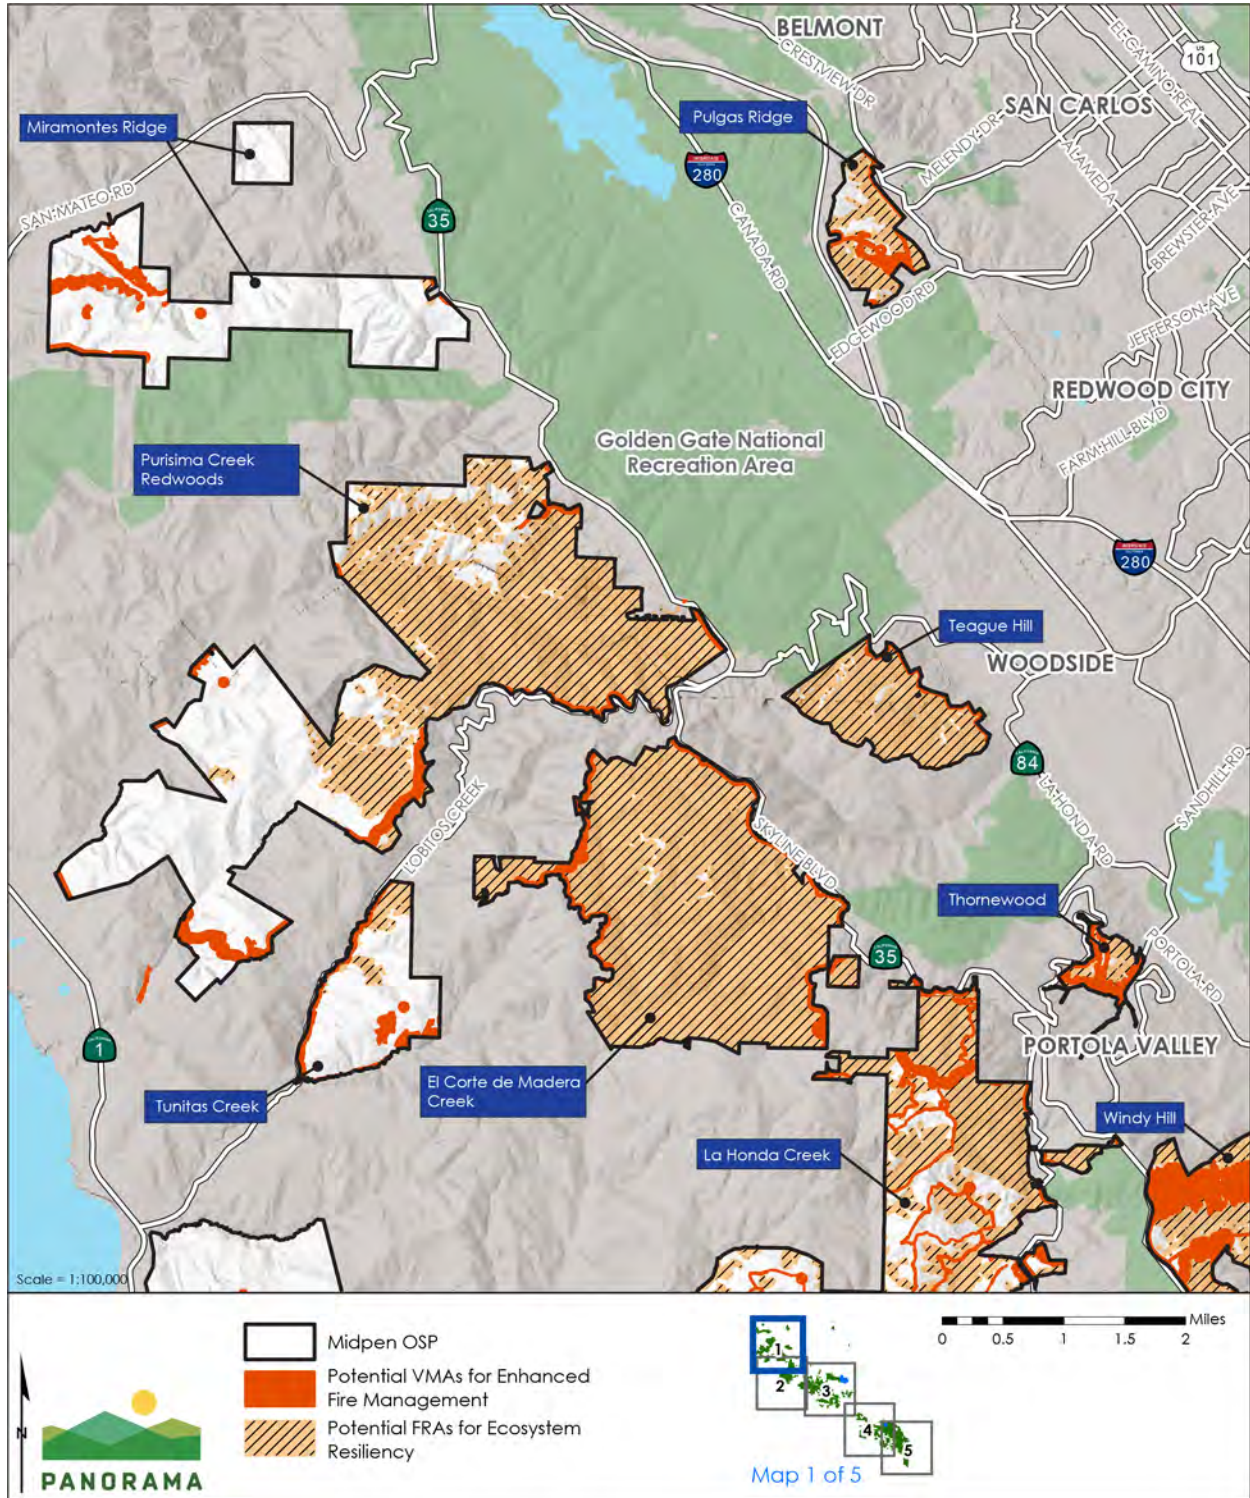 BELMONT
CRESTVIEW DR
EL-CAMINO-REAL
US
101
SAN CARLOS
Miramontes Ridge
Pulgas Ridge
MELENDY-DR
ALAMEDA
280
SAN-MATEO RD
35
CANADA-RD
BREWSTER-AVE
EDGEWOOD RD
JEFFERSON-AVE
REDWOOD CITY
Golden Gate National
Recreation Area
FARM-HILL-BLVD
Purisima Creek
Redwoods
280
Teague Hill
WOODSIDE
84
LA-HONDA-RD
SANDHILL-RD
LOBITOS CREEK
SKYLINE BLVD
Thornewood
35
PORTOLA-RD
1
PORTOLA VALLEY
Tunitas Creek
El Corte de Madera
Creek
Windy Hill
La Honda Creek
Scale = 1:100,000
Midpen OSP
Potential VMAs for Enhanced
Fire Management
Potential FRAs for Ecosystem
Resiliency
N
PANORAMA
1
2
3
4
5
Map 1 of 5
Miles
0 0.5 1 1.5 2